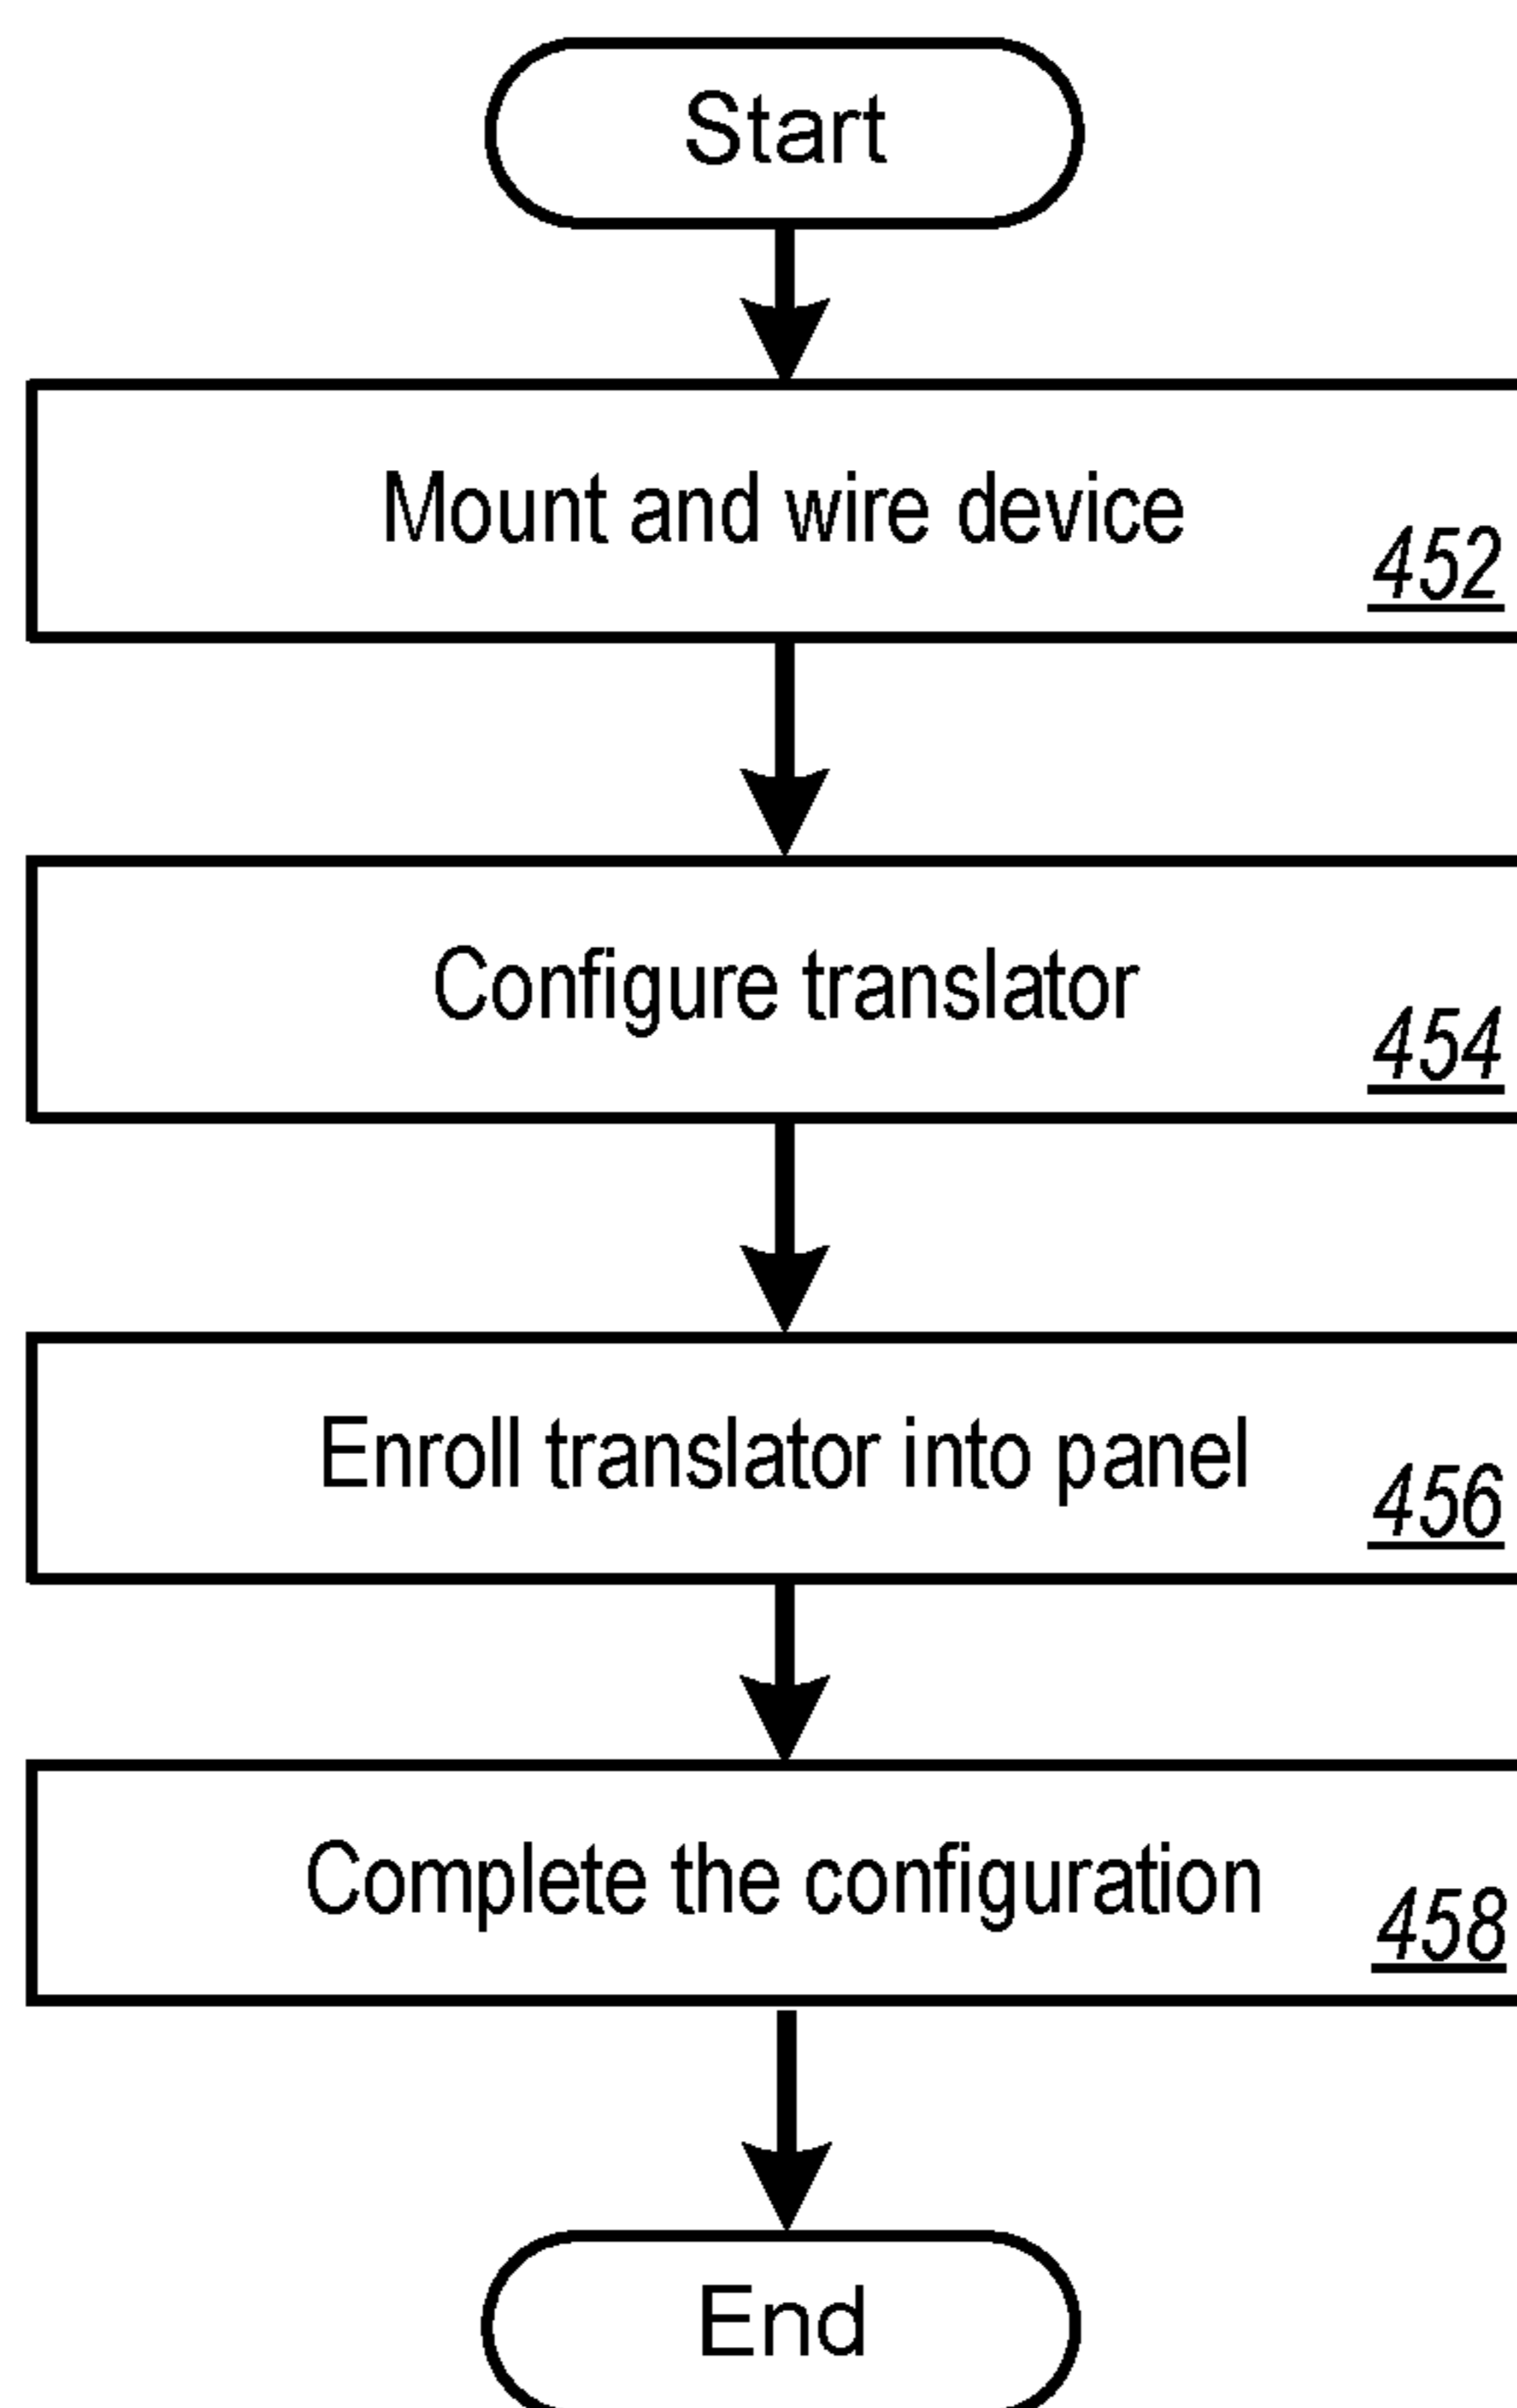 Start
Mount and wire device
452
Configure translator
454
Enroll translator into panel
456
Complete the configuration
458
End